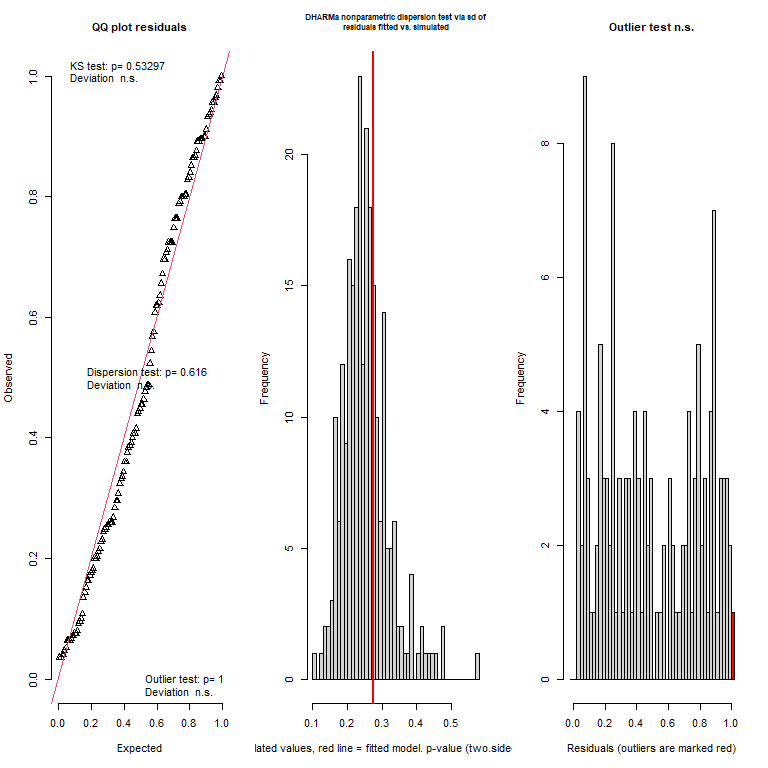 QQ plot residuals
KS test: p= 0.53297
Deviation n.s.
Dispersion test: p= 0.616
Deviation n.s.
Outlier test: p= 1
Deviation n.s.
Observed
0.0
0.2
0.4
0.6
0.8
1.0
0.0 0.2 0.4 0.6 0.8 1.0
Expected
DHARMa nonparametric dispersion test via sd of
residuals fitted vs. simulated
Frequency
0
5
10
15
20
0.1 0.2 0.3 0.4 0.5
lated values, red line = fitted model. p-value (two.side
Outlier test n.s.
Frequency
0
2
4
6
8
0.0 0.2 0.4 0.6 0.8 1.0
Residuals (outliers are marked red)